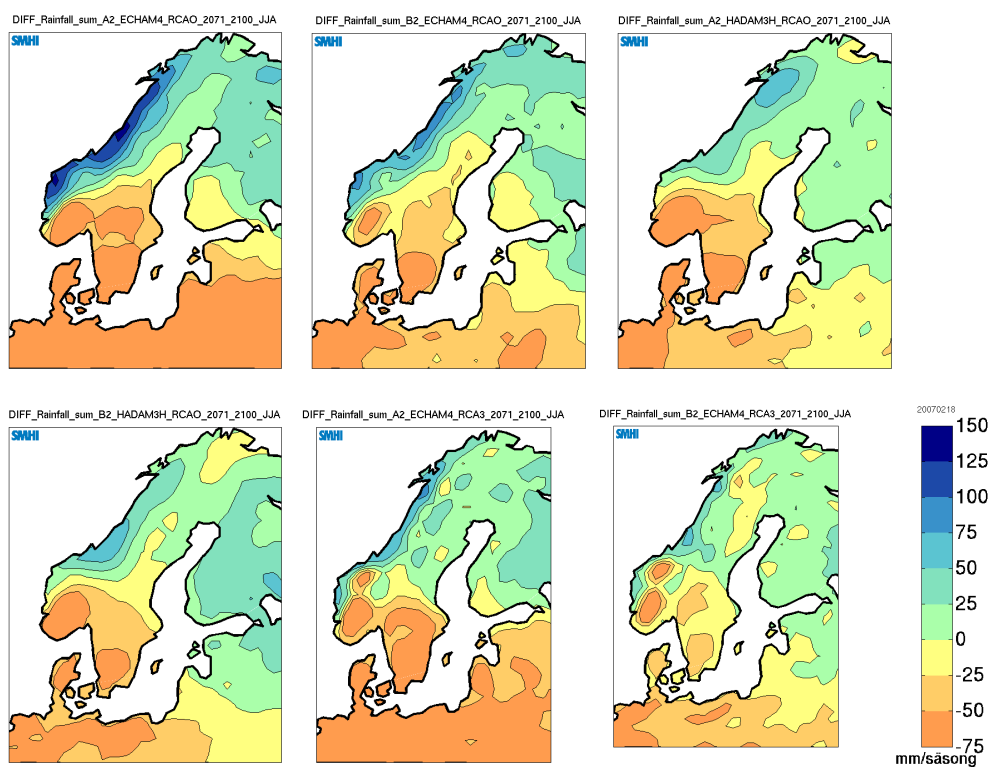 DIFF_Rainfall_sum_A2_ECHAM4_RCAO_2071_2100_JJA
DIFF_Rainfall_sum_B2_ECHAM4_RCAO_2071_2100_JJA
DIFF_Rainfall_sum_A2_HADAM3H_RCAO_2071_2100_JJA
SMHI
SMHI
SMHI
DIFF_Rainfall_sum_B2_HADAM3H_RCAO_2071_2100_JJA
DIFF_Rainfall_sum_A2_ECHAM4_RCA3_2071_2100_JJA
DIFF_Rainfall_sum_B2_ECHAM4_RCA3_2071_2100_JJA
SMHI
SMHI
SMHI
20070218
150
125
100
75
50
25
0
-25
-50
-75
mm/säsong